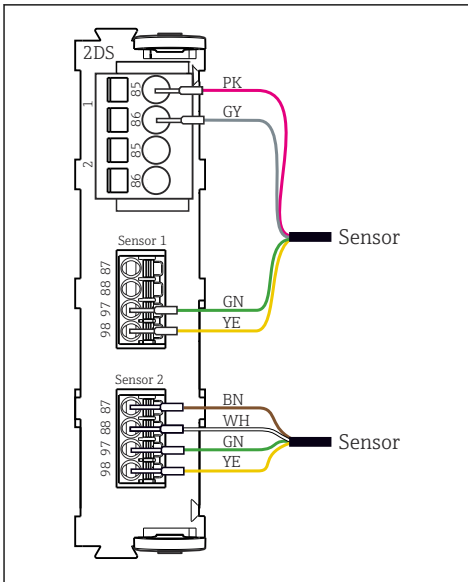 2DS
1
85
86
2
85
86
PK
GY
Sensor
Sensor 1
87
88
97
98
GN
YE
Sensor 2
87
88
97
98
BN
WH
GN
YE
Sensor